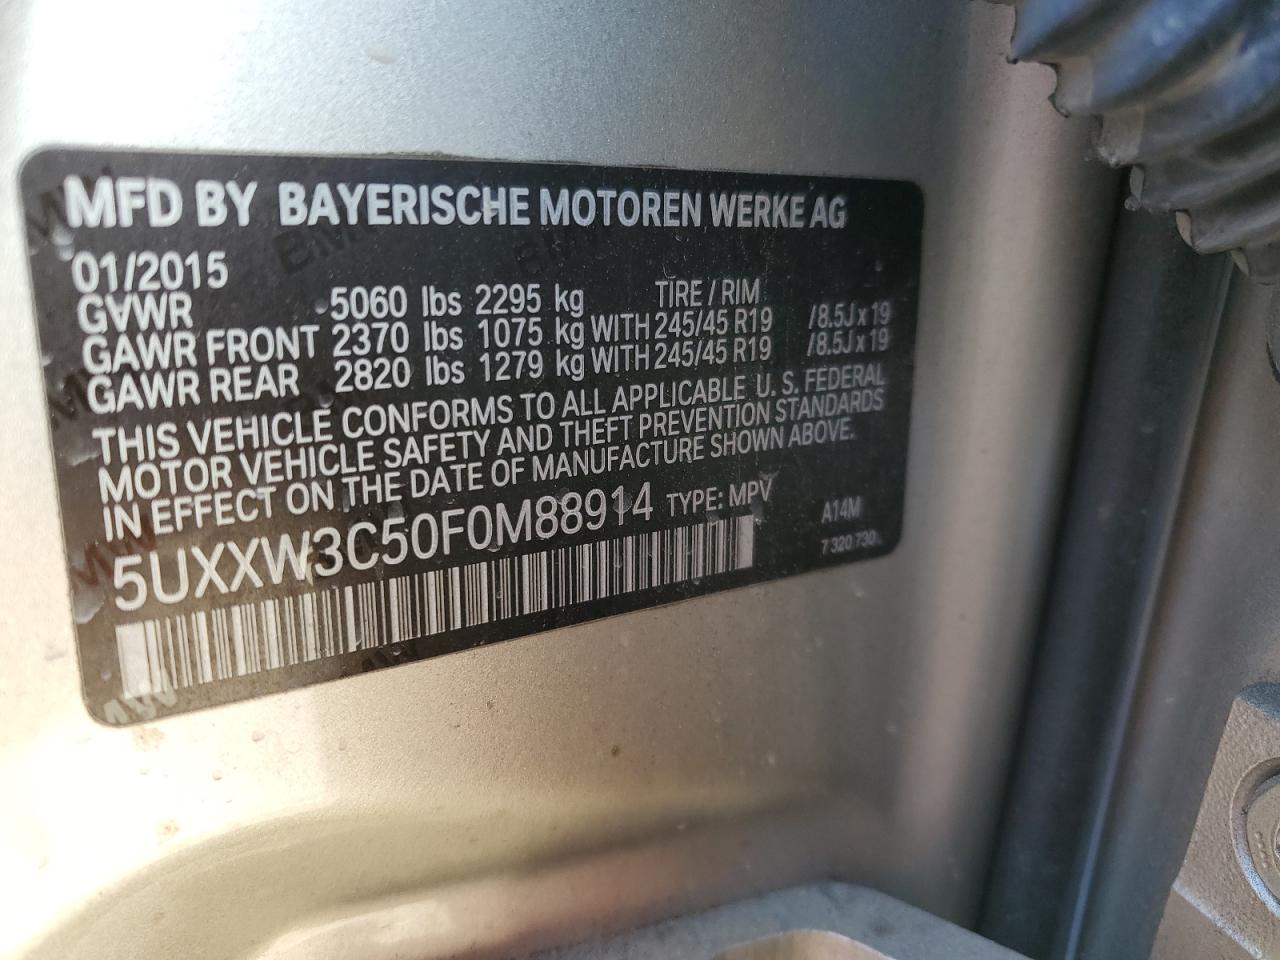 MFD BY BAYERISCHE MOTOREN WERKE AG
01/2015
GVWR 5060 lbs 2295 kg TIRE / RIM
GAWR FRONT 2370 lbs 1075 kg WITH 245/45 R19 /8.5J x 19
GAWR REAR 2820 lbs 1279 kg WITH 245/45 R19 /8.5J x 19
THIS VEHICLE CONFORMS TO ALL APPLICABLE U. S. FEDERAL
MOTOR VEHICLE SAFETY AND THEFT PREVENTION STANDARDS
IN EFFECT ON THE DATE OF MANUFACTURE SHOWN ABOVE.
5UXXW3C50F0M88914 TYPE: MPV A14M
7 320 730